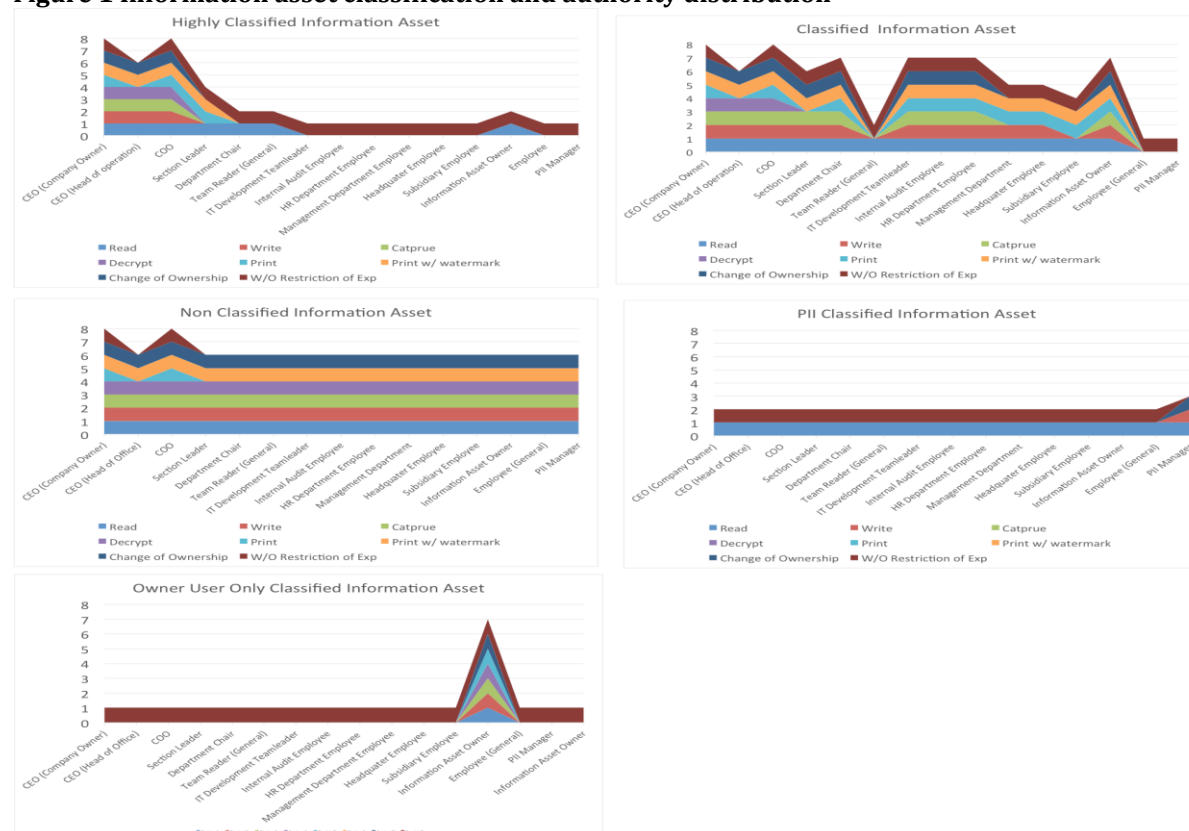 Figure 1 Information asset classification and authority distribution
Highly Classified Information Asset
8
7
6
5
4
3
2
1
0
CEO (Company Owner)
CEO (Head of operation)
COO
Section Leader
Department Chair
Team Reader (General)
IT Development Teamleader
Internal Audit Employee
HR Department Employee
Management Department Employee
Headquater Employee
Subsidiary Employee
Information Asset Owner
Employee
PII Manager
Read Write Catprue
Decrypt Print Print w/ watermark
Change of Ownership W/O Restriction of Exp
Classified Information Asset
8
7
6
5
4
3
2
1
0
CEO (Company Owner)
CEO (Head of operation)
COO
Section Leader
Department Chair
Team Reader (General)
IT Development Teamleader
Internal Audit Employee
HR Department Employee
Management Department
Headquater Employee
Subsidiary Employee
Information Asset Owner
Employee (General)
PII Manager
Read Write Catprue
Decrypt Print Print w/ watermark
Change of Ownership W/O Restriction of Exp
Non Classified Information Asset
8
7
6
5
4
3
2
1
0
CEO (Company Owner)
CEO (Head of Office)
COO
Section Leader
Department Chair
Team Reader (General)
IT Development Teamleader
Internal Audit Employee
HR Department Employee
Management Department
Headquater Employee
Subsidiary Employee
Information Asset Owner
Employee (General)
PII Manager
Read Write Catprue
Decrypt Print Print w/ watermark
Change of Ownership W/O Restriction of Exp
PII Classified Information Asset
8
7
6
5
4
3
2
1
0
CEO (Company Owner)
CEO (Head of Office)
COO
Section Leader
Department Chair
Team Reader (General)
IT Development Teamleader
Internal Audit Employee
HR Department Employee
Management Department
Headquater Employee
Subsidiary Employee
Information Asset Owner
Employee (General)
PII Manager
Read Write Catprue
Decrypt Print Print w/ watermark
Change of Ownership W/O Restriction of Exp
Owner User Only Classified Information Asset
8
7
6
5
4
3
2
1
0
CEO (Company Owner)
CEO (Head of Office)
COO
Section Leader
Department Chair
Team Reader (General)
IT Development Teamleader
Internal Audit Employee
HR Department Employee
Management Department Employee
Headquater Employee
Subsidiary Employee
Information Asset Owner
Employee (General)
PII Manager
Information Asset Owner